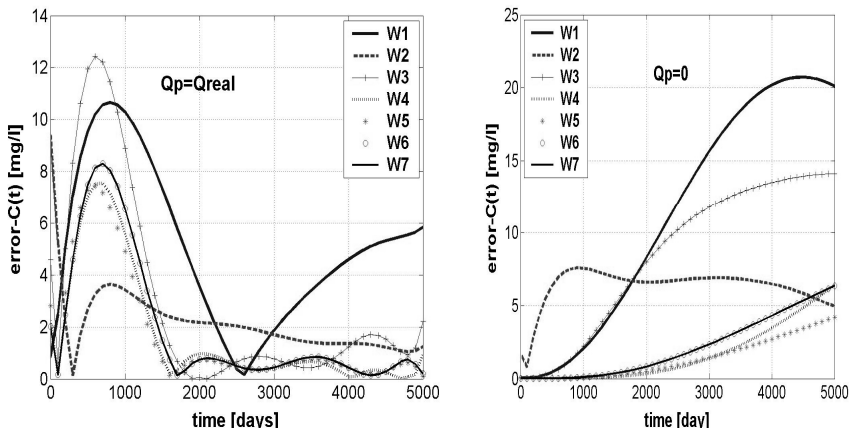 14
12
10
8
6
4
2
0
error-C(t) [mg/l]
Qp=Qreal
W1
W2
W3
W4
W5
W6
W7
0
1000
2000
3000
4000
5000
time [days]
25
20
15
10
5
0
error-C(t) [mg/l]
Qp=0
W1
W2
W3
W4
W5
W6
W7
0
1000
2000
3000
4000
5000
time [day]